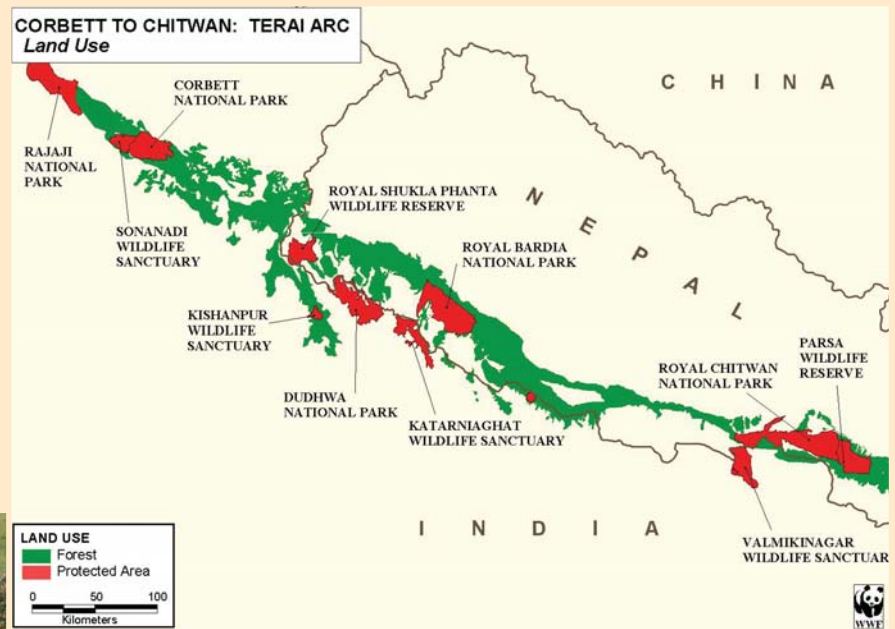 CORBETT TO CHITWAN: TERAI ARC
Land Use
CHINA
CORBETT
NATIONAL PARK
RAJAJI
NATIONAL
PARK
ROYAL SHUKLA PHANTA
WILDLIFE RESERVE
NEPAL
SONANADI
WILDLIFE
SANCTUARY
ROYAL BARDIA
NATIONAL PARK
KISHANPUR
WILDLIFE
SANCTUARY
PARSA
WILDLIFE
RESERVE
ROYAL CHITWAN
NATIONAL PARK
DUDHWA
NATIONAL PARK
KATARNIAGHAT
WILDLIFE SANCTUARY
INDIA
VALMIKINAGAR
WILDLIFE SANCTUAR
LAND USE
Forest
Protected Area
0 50 100
Kilometers
WWF